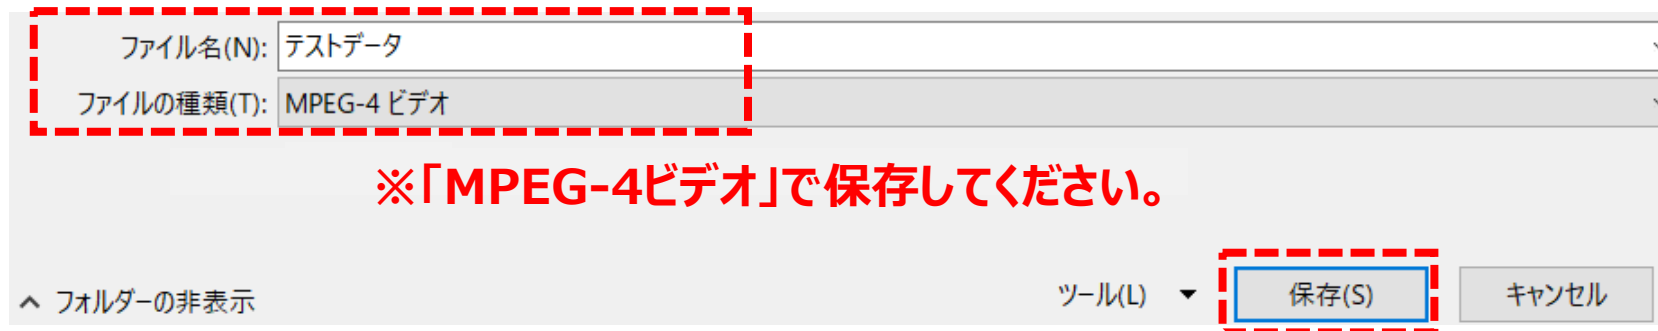 ファイル名(N): テストデータ
ファイルの種類(T): MPEG-4 ビデオ
※「MPEG-4ビデオ」で保存してください。
フォルダーの非表示 ツール(L) 保存(S) キャンセル